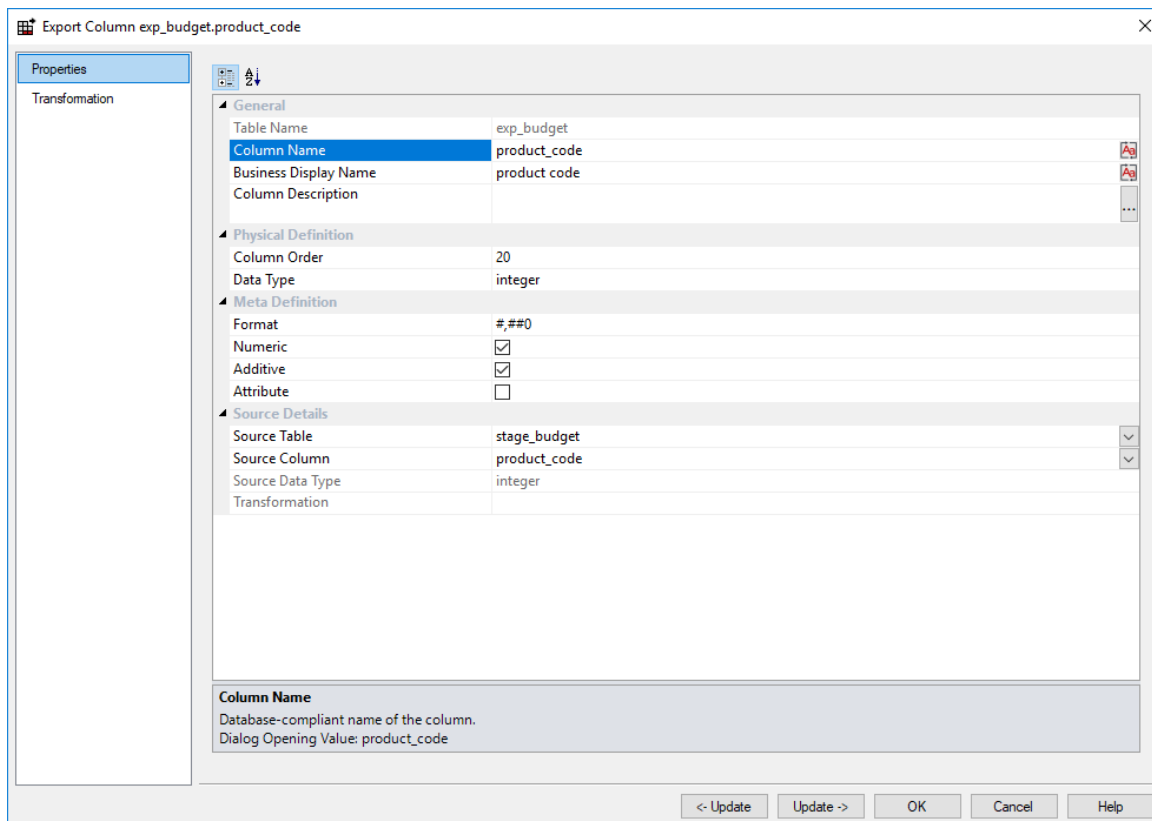 Export Column exp_budget.product_code
Properties
Transformation
General
Table Name exp_budget
Column Name product_code
Business Display Name product code
Column Description
...
Physical Definition
Column Order 20
Data Type integer
Meta Definition
Format #,##0
Numeric
Additive
Attribute
Source Details
Source Table stage_budget
Source Column product_code
Source Data Type integer
Transformation
Column Name
Database-compliant name of the column.
Dialog Opening Value: product_code
<- Update Update -> OK Cancel Help